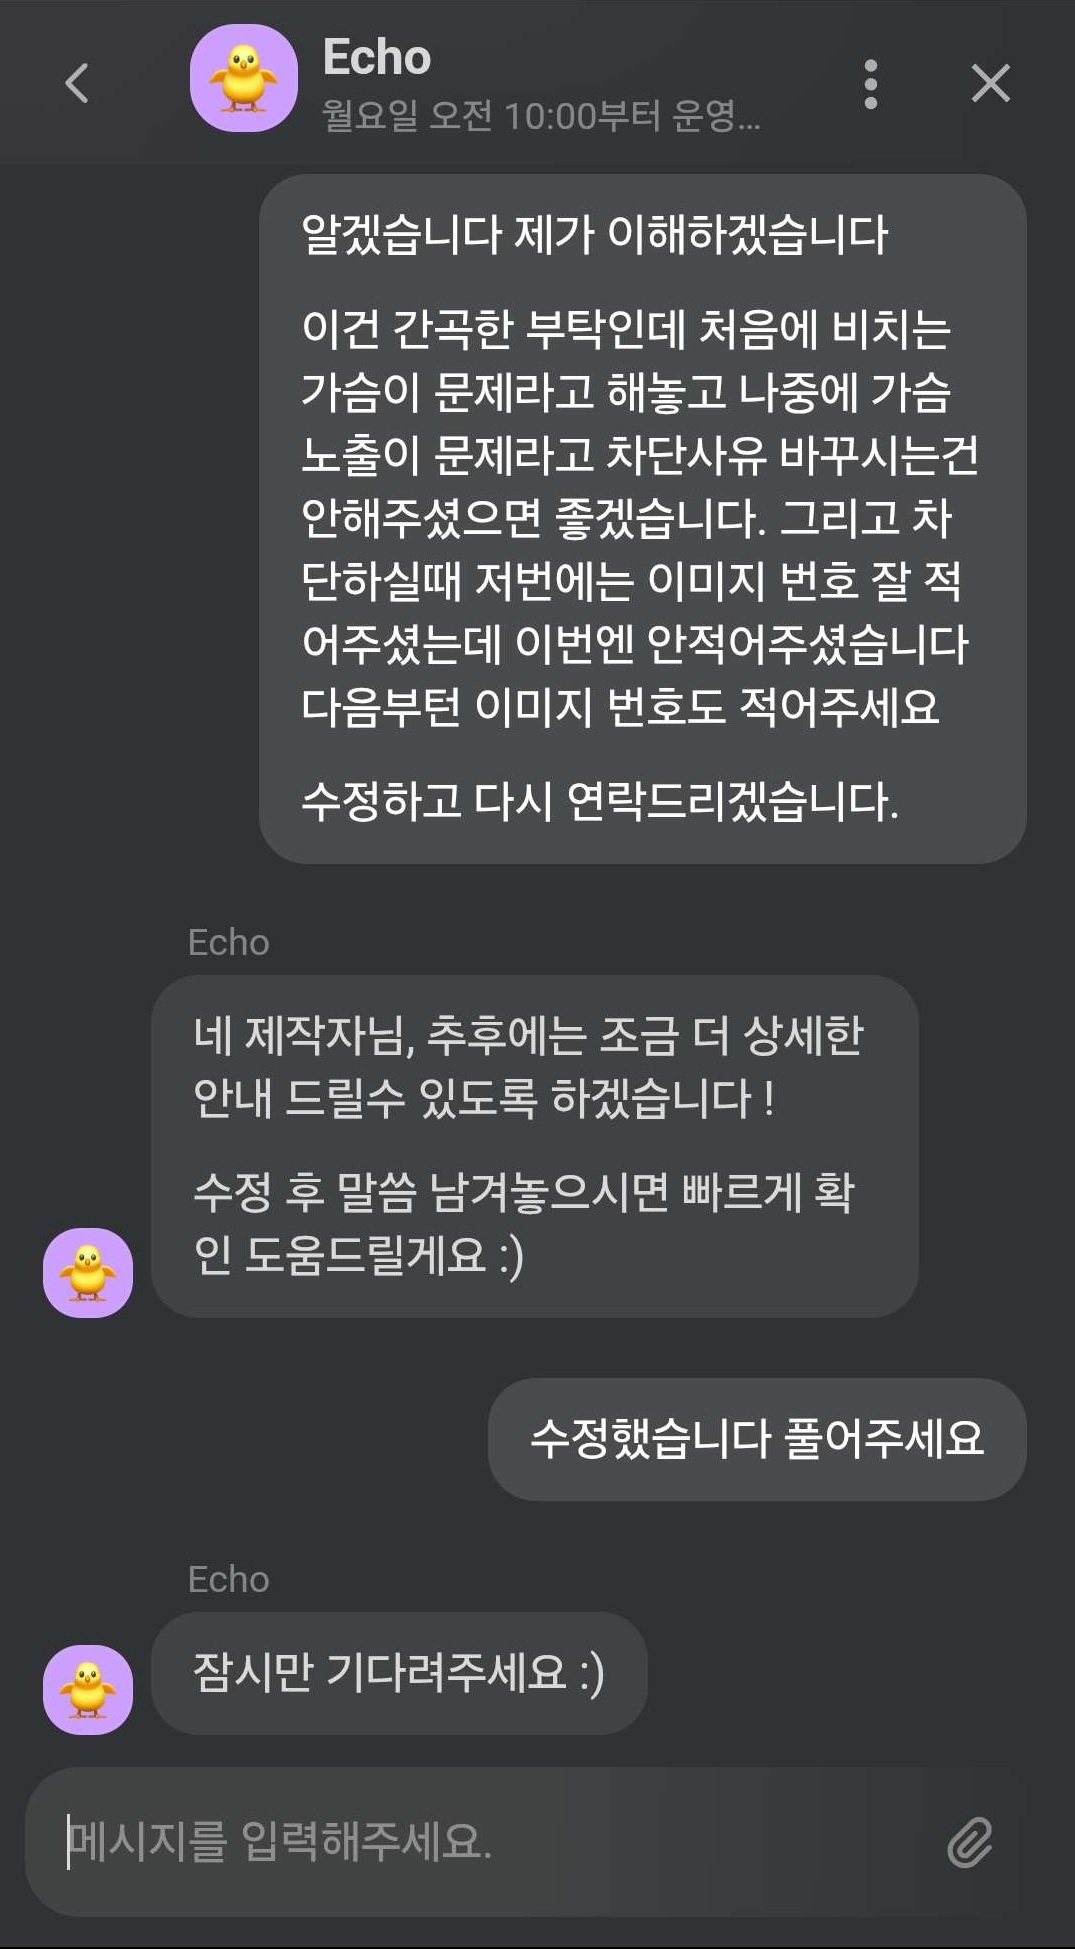 Echo
월요일 오전 10:00부터 운영...
알겠습니다 제가 이해하겠습니다
이건 간곡한 부탁인데 처음에 비치는
가슴이 문제라고 해놓고 나중에 가슴
노출이 문제라고 차단사유 바꾸시는건
안해주셨으면 좋겠습니다. 그리고 차
단하실때 저번에는 이미지 번호 잘 적
어주셨는데 이번엔 안적어주셨습니다
다음부턴 이미지 번호도 적어주세요
수정하고 다시 연락드리겠습니다.
Echo
네 제작자님, 추후에는 조금 더 상세한
안내 드릴수 있도록 하겠습니다 !
수정 후 말씀 남겨놓으시면 빠르게 확
인 도움드릴게요 :)
수정했습니다 풀어주세요
Echo
잠시만 기다려주세요 :)
메시지를 입력해주세요.